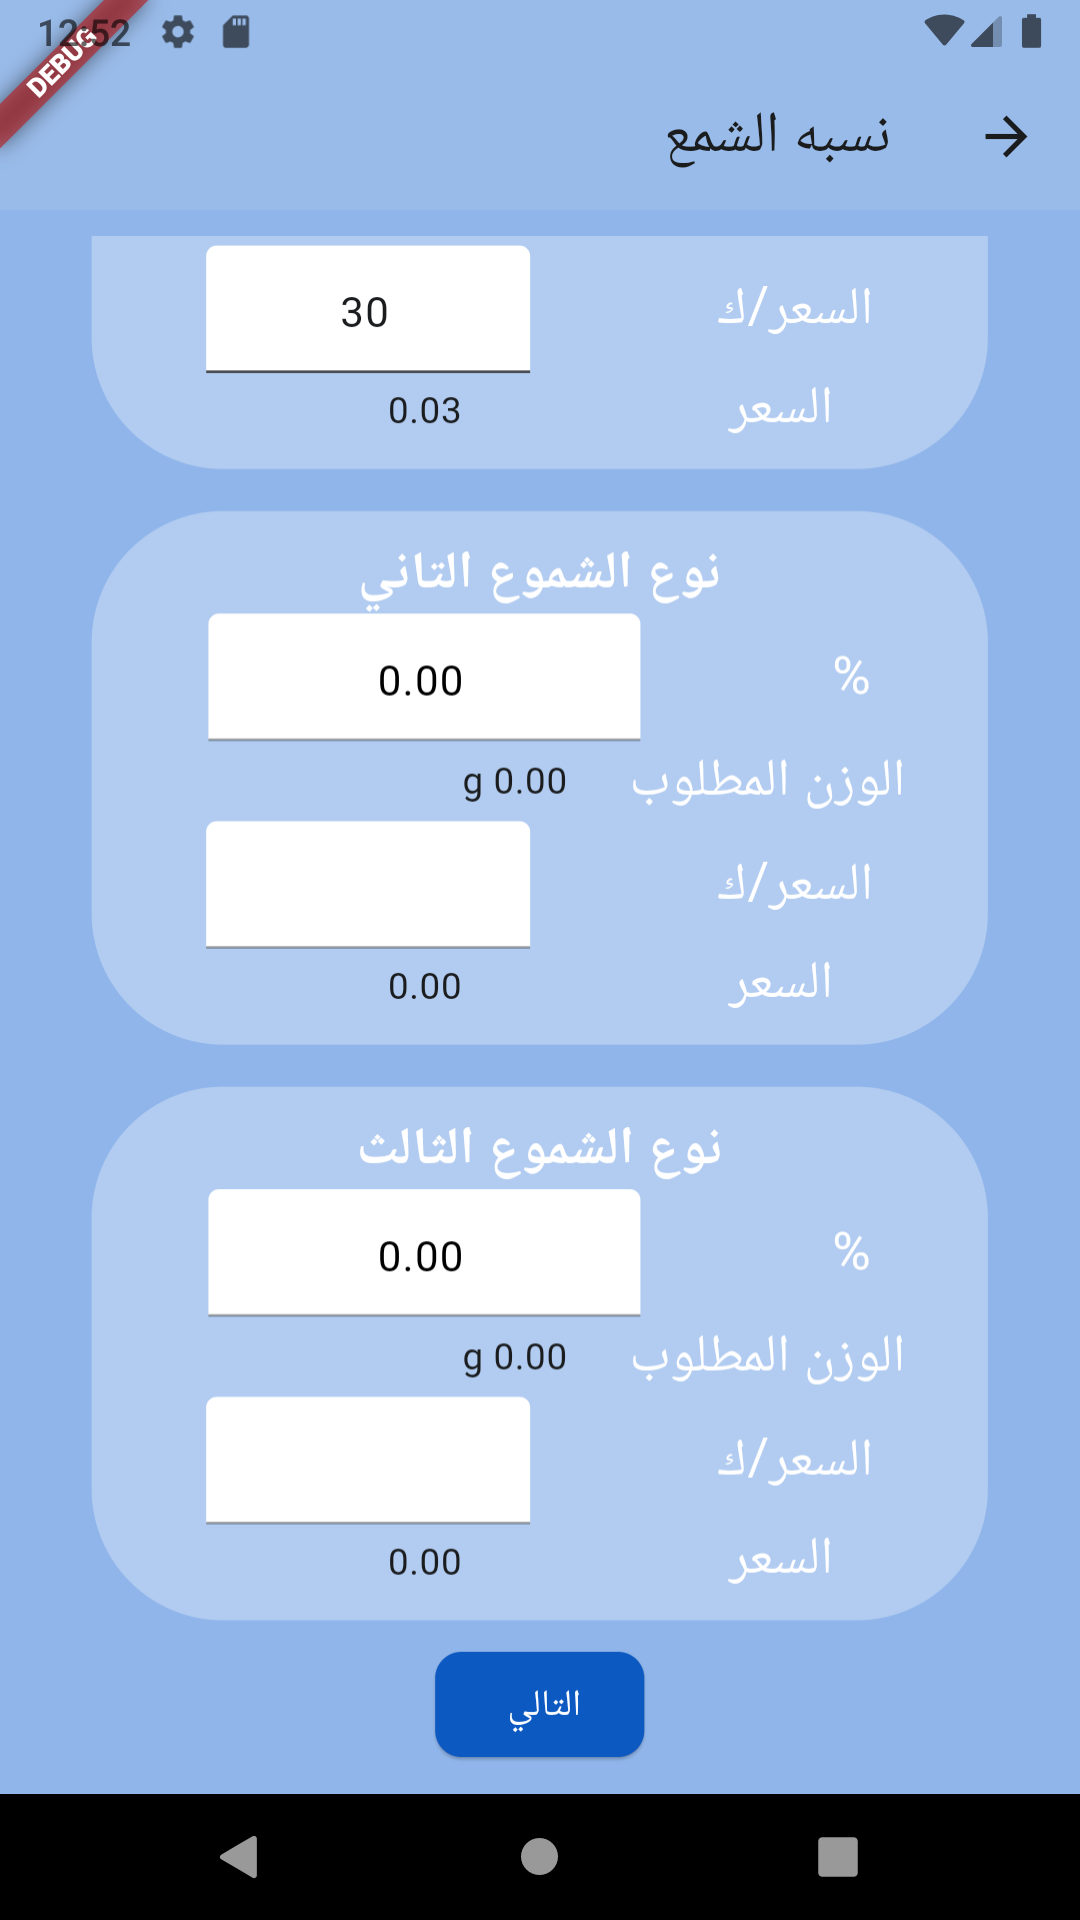 12:52
DEBUG
نسبه الشمع
السعر/ك 30
السعر 0.03
نوع الشموع التاني
% 0.00
الوزن المطلوب 0.00 g
السعر/ك
السعر 0.00
نوع الشموع الثالث
% 0.00
الوزن المطلوب 0.00 g
السعر/ك
السعر 0.00
التالي